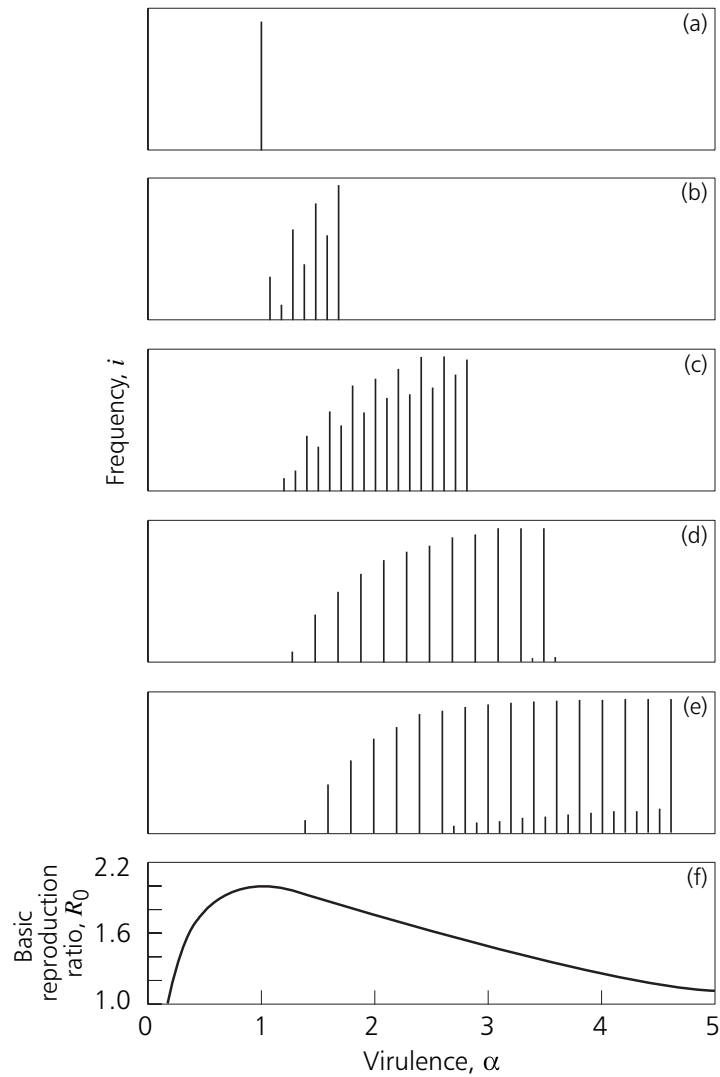 (a)
(b)
(c)
(d)
(e)
Frequency, i
(f)
Basic
reproduction
ratio, R0
2.2
1.6
1.0
0 1 2 3 4 5
Virulence, α